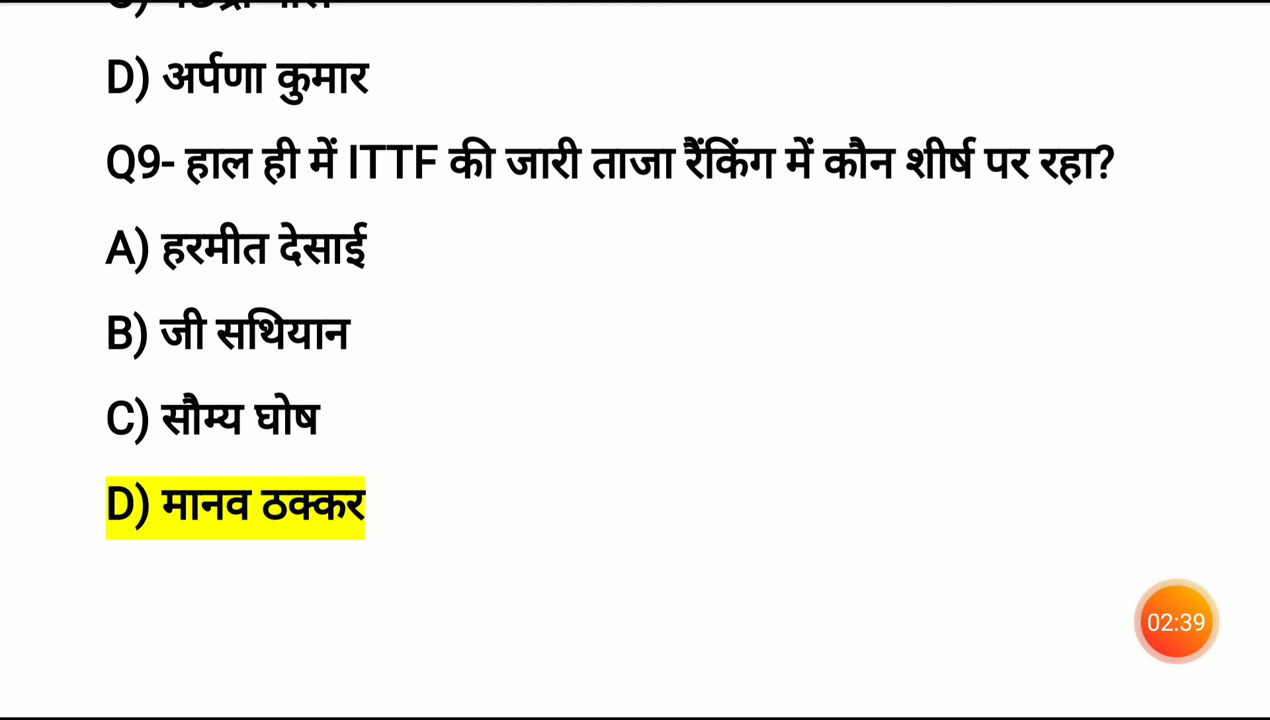 D) अर्पणा कुमार
Q9- हाल ही में ITTF की जारी ताजा रैंकिंग में कौन शीर्ष पर रहा?
A) हरमीत देसाई
B) जी सथियान
C) सौम्य घोष
D) मानव ठक्कर
02:39